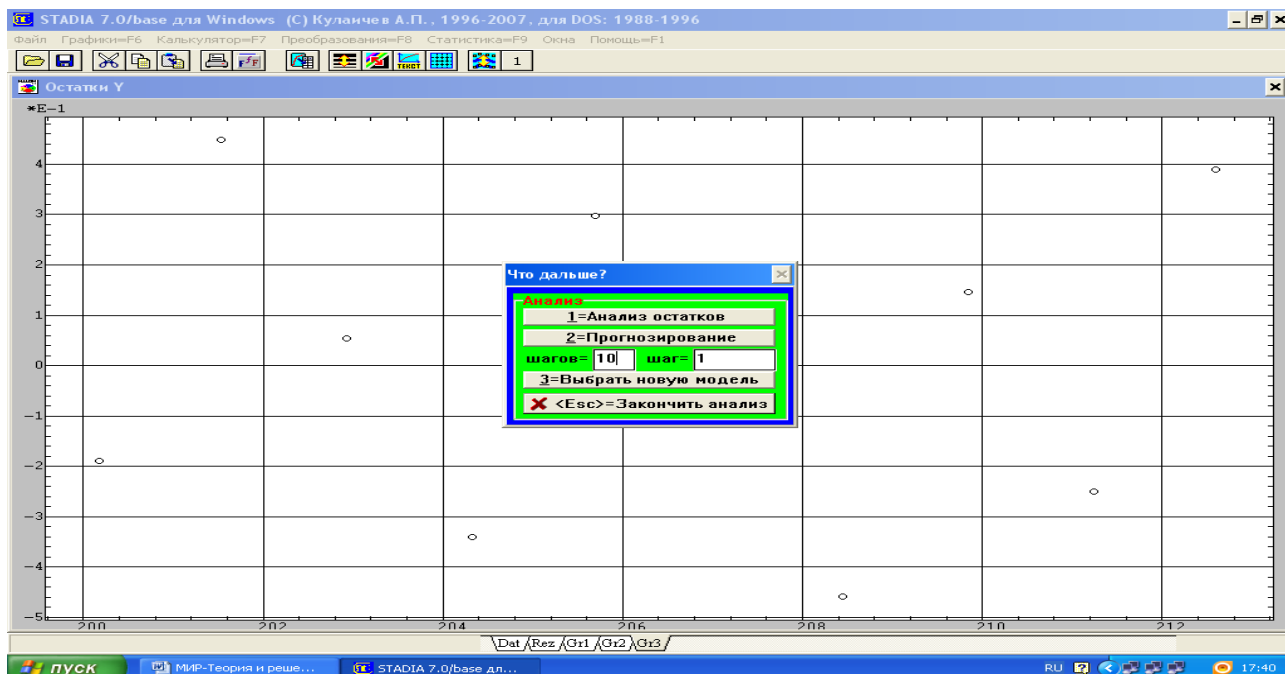 STADIA 7.0/base для Windows (C) Кулаичев А.П., 1996-2007, для DOS: 1988-1996
Файл Графики=F6 Калькулятор=F7 Преобразования=F8 Статистика=F9 Окна Помощь=F1
ТЕКСТ 1
Остатки Y
*E-1
4
3
2
Что дальше?
Анализ
1
1=Анализ остатков
2=Прогнозирование
0
шагов= 10 шаг= 1
3=Выбрать новую модель
<Esc>=Закончить анализ
-1
-2
-3
-4
-5
200 202 204 206 208 210 212
Dat Rez Gr1 Gr2 Gr3
пуск МИР-Теория и реше... STADIA 7.0/base дл... RU 17:40